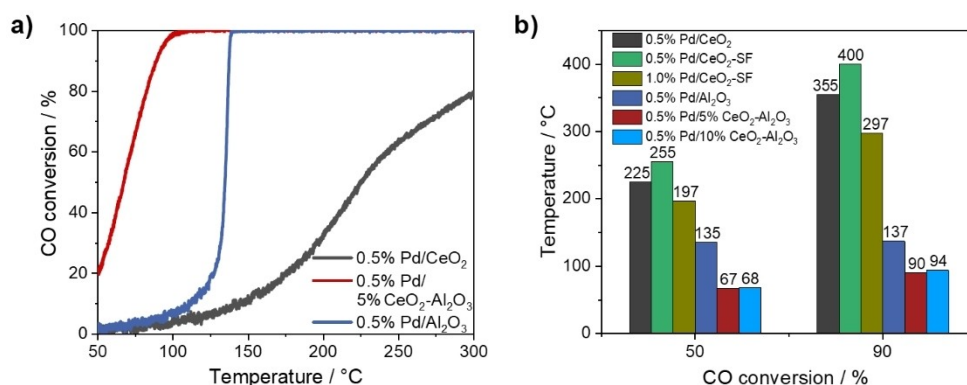 a)
CO conversion / %
100
80
60
40
20
0
0.5% Pd/CeO₂
0.5% Pd/
5% CeO₂-Al₂O₃
0.5% Pd/Al₂O₃
50
100
150
200
250
300
Temperature / °C
b)
Temperature / °C
400
300
200
100
0
0.5% Pd/CeO₂
0.5% Pd/CeO₂-SF
1.0% Pd/CeO₂-SF
0.5% Pd/Al₂O₃
0.5% Pd/5% CeO₂-Al₂O₃
0.5% Pd/10% CeO₂-Al₂O₃
225
255
197
135
67
68
355
400
297
137
90
94
50
90
CO conversion / %